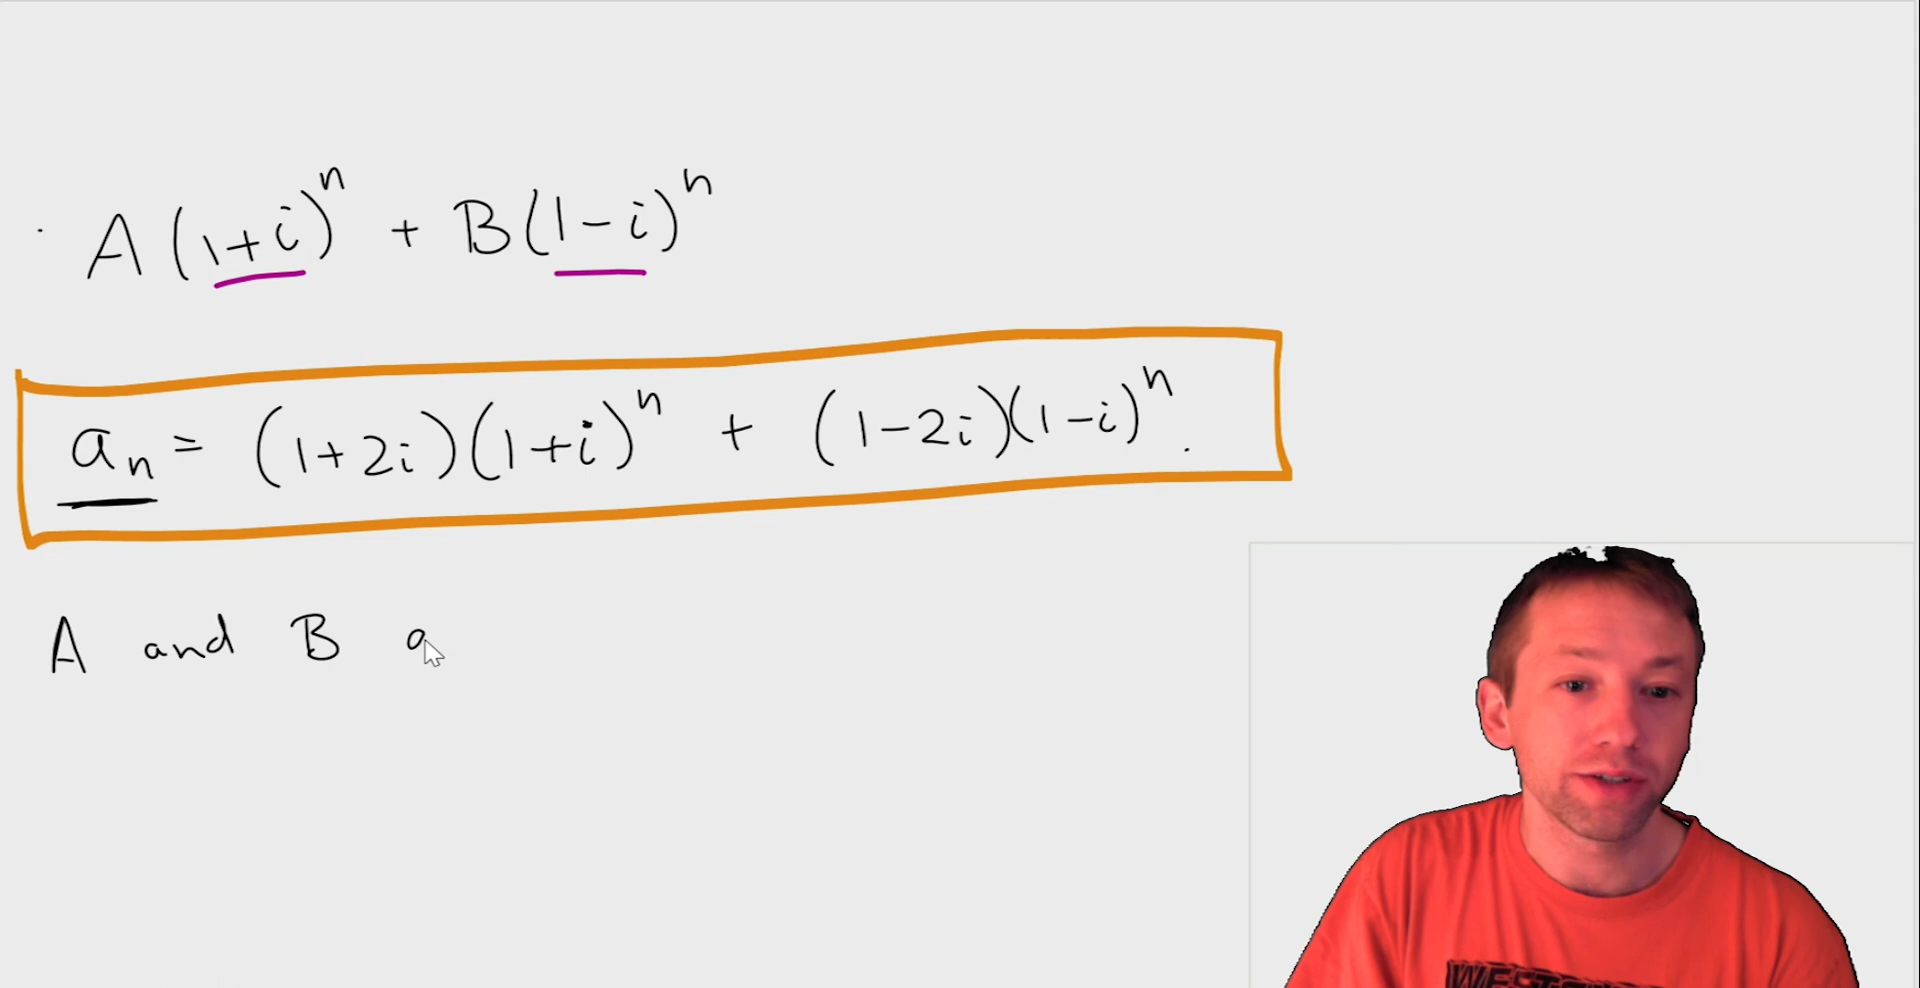 A(1+i)^n + B(1-i)^n
a_n = (1+2i)(1+i)^n + (1-2i)(1-i)^n.
A and B a